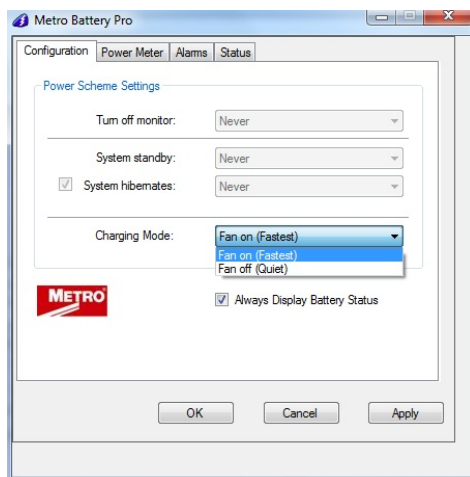 Metro Battery Pro
Configuration Power Meter Alarms Status
Power Scheme Settings
Turn off monitor: Never
System standby: Never
System hibernates: Never
Charging Mode: Fan on (Fastest)
Fan on (Fastest)
Fan off (Quiet)
METRO
Always Display Battery Status
OK Cancel Apply